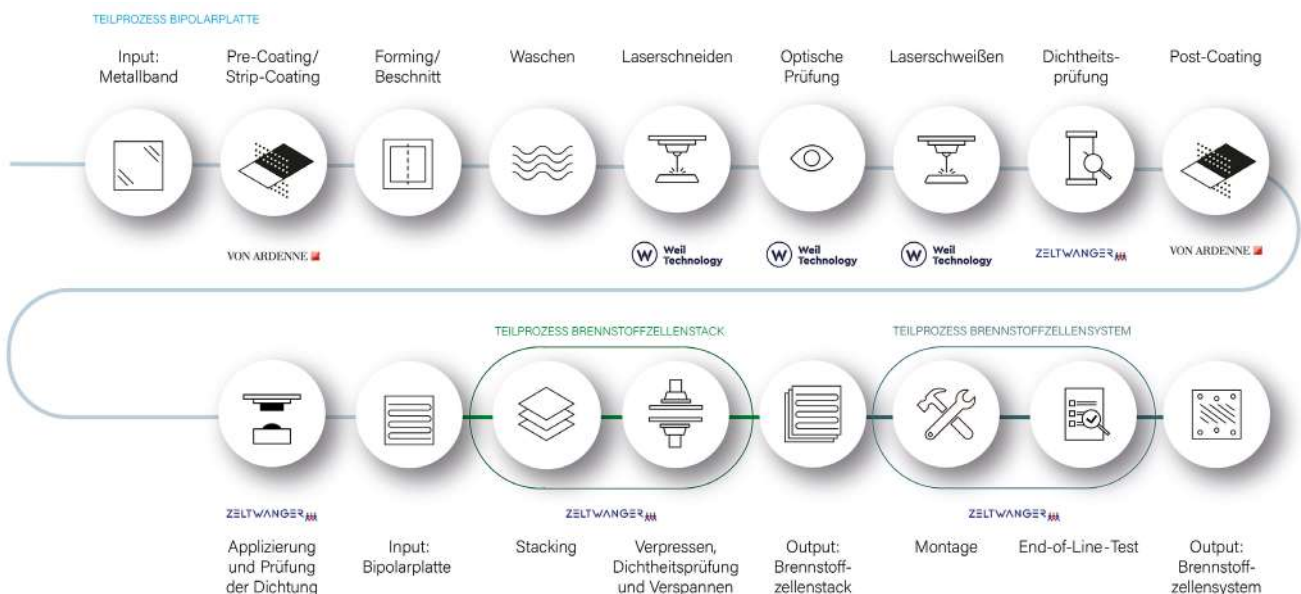 TEILPROZESS BIPOLARPLATTE
Input:
Metallband
Pre-Coating/
Strip-Coating
Forming/
Beschnitt
Waschen
Laserschneiden
Optische
Prüfung
Laserschweißen
Dichtheits-
prüfung
Post-Coating
VON ARDENNE
W Weil
Technology
W Weil
Technology
W Weil
Technology
ZELTWANGER
VON ARDENNE
TEILPROZESS BRENNSTOFFZELLENSTACK
TEILPROZESS BRENNSTOFFZELLENSYSTEM
ZELTWANGER
ZELTWANGER
ZELTWANGER
Applizierung
und Prüfung
der Dichtung
Input:
Bipolarplatte
Stacking
Verpressen,
Dichtheitsprüfung
und Verspannen
Output:
Brennstoff-
zellenstack
Montage
End-of-Line-Test
Output:
Brennstoff-
zellensystem